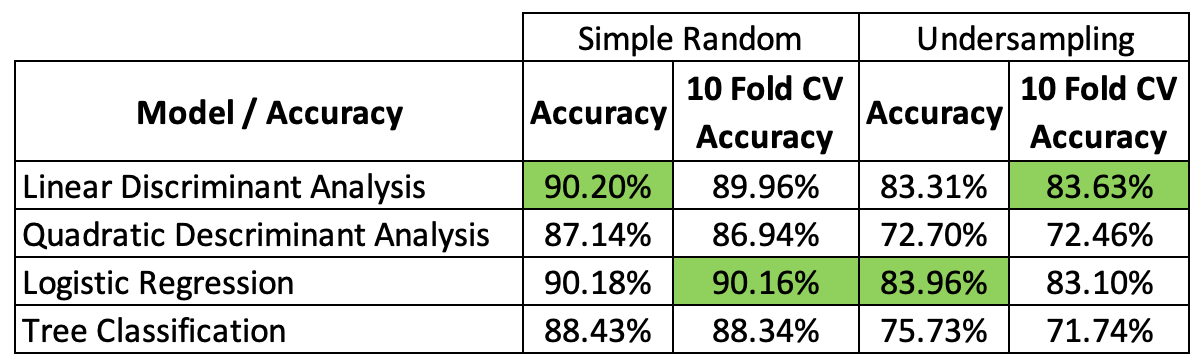 Simple Random Undersampling
Model / Accuracy Accuracy 10 Fold CV Accuracy Accuracy 10 Fold CV Accuracy
Linear Discriminant Analysis 90.20% 89.96% 83.31% 83.63%
Quadratic Descriminant Analysis 87.14% 86.94% 72.70% 72.46%
Logistic Regression 90.18% 90.16% 83.96% 83.10%
Tree Classification 88.43% 88.34% 75.73% 71.74%